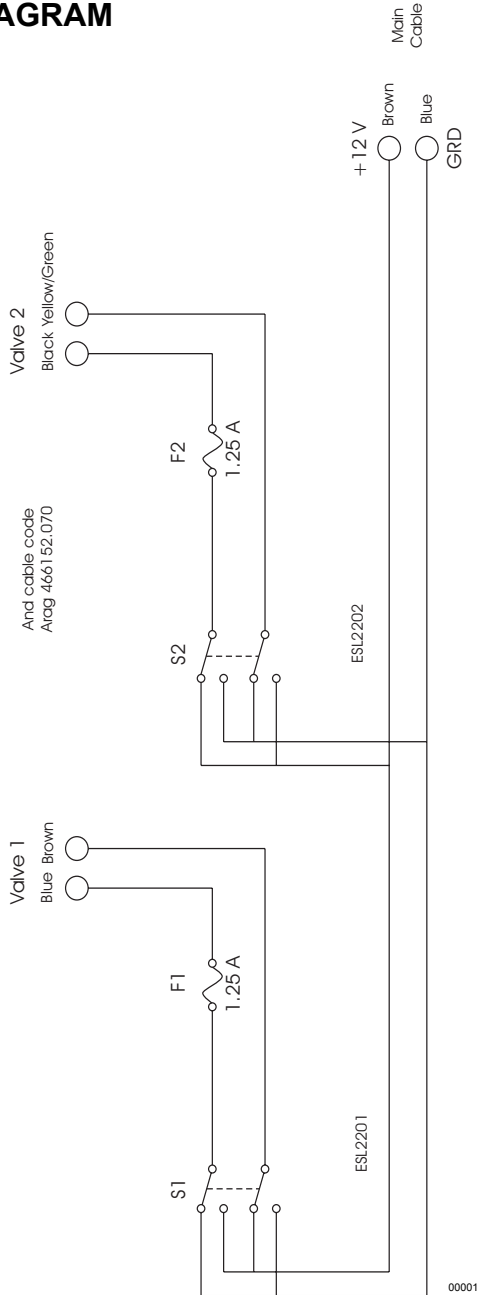 AGRAM
Main
Cable
+12 V
Brown
Blue
GRD
Valve 2
Black Yellow/Green
F2
1.25 A
And cable code
Arag 466152.070
S2
ESL2202
Valve 1
Blue Brown
F1
1.25 A
S1
ESL2201
00001